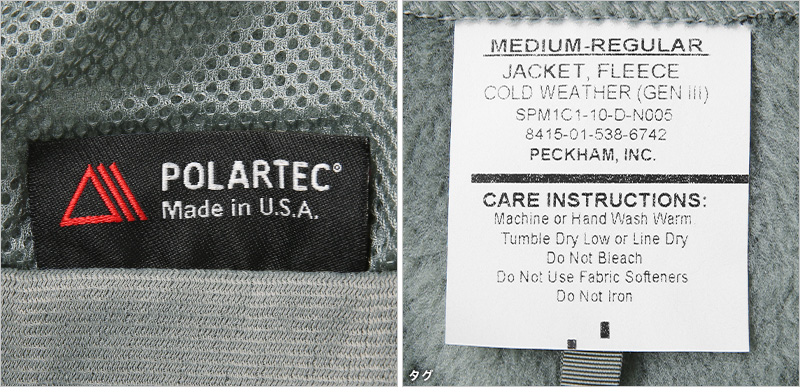 POLARTEC®
Made in U.S.A.
MEDIUM-REGULAR
JACKET, FLEECE
COLD WEATHER (GEN III)
SPM1C1-10-D-N005
8415-01-538-6742
PECKHAM, INC.
CARE INSTRUCTIONS:
Machine or Hand Wash Warm
Tumble Dry Low or Line Dry
Do Not Bleach
Do Not Use Fabric Softeners
Do Not Iron
タグ